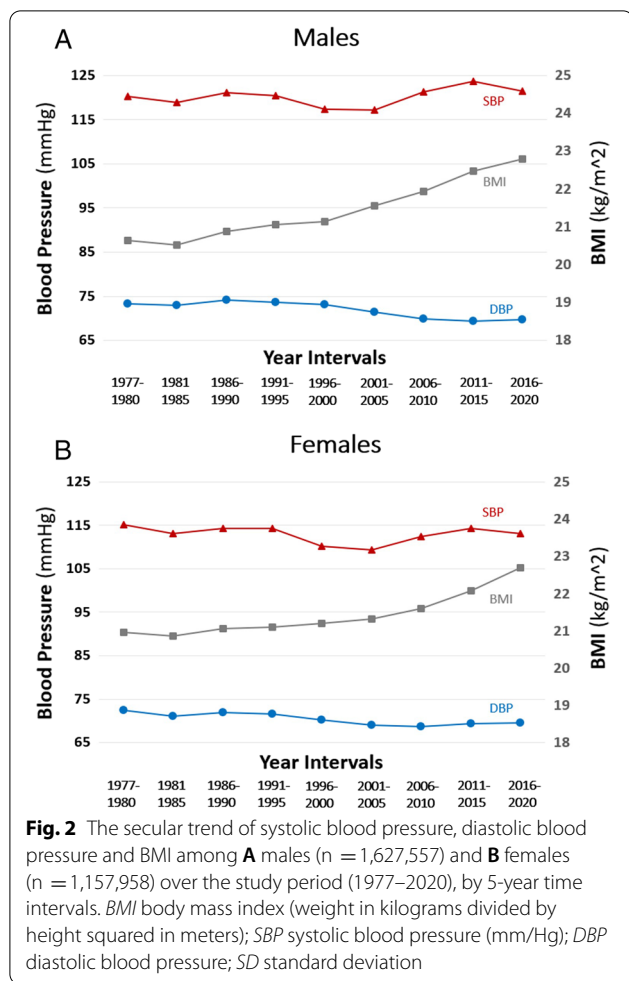 A
Males
125
115
105
95
85
75
65
Blood Pressure (mmHg)
25
24
23
22
21
20
19
18
BMI (kg/m^2)
SBP
BMI
DBP
Year Intervals
1977- 1981 1986- 1991- 1996- 2001- 2006- 2011- 2016-
1980 1985 1990 1995 2000 2005 2010 2015 2020
B
Females
125
115
105
95
85
75
65
Blood Pressure (mmHg)
25
24
23
22
21
20
19
18
BMI (kg/m^2)
SBP
BMI
DBP
Year Intervals
1977- 1981 1986- 1991- 1996- 2001- 2006- 2011- 2016-
1980 1985 1990 1995 2000 2005 2010 2015 2020
Fig. 2 The secular trend of systolic blood pressure, diastolic blood
pressure and BMI among A males (n = 1,627,557) and B females
(n = 1,157,958) over the study period (1977–2020), by 5-year time
intervals. BMI body mass index (weight in kilograms divided by
height squared in meters); SBP systolic blood pressure (mm/Hg); DBP
diastolic blood pressure; SD standard deviation